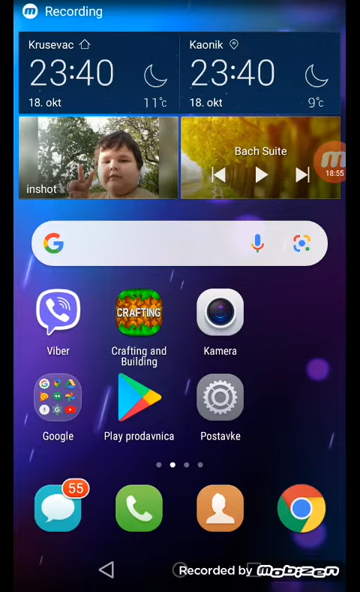 Recording
Krusevac
Kaonik
23:40
23:40
18. okt
11°c
18. okt
9°c
inshot
Bach Suite
18:55
Viber
CRAFTING
Crafting and
Building
Kamera
Google
Play prodavnica
Postavke
55
Recorded by Mobizen